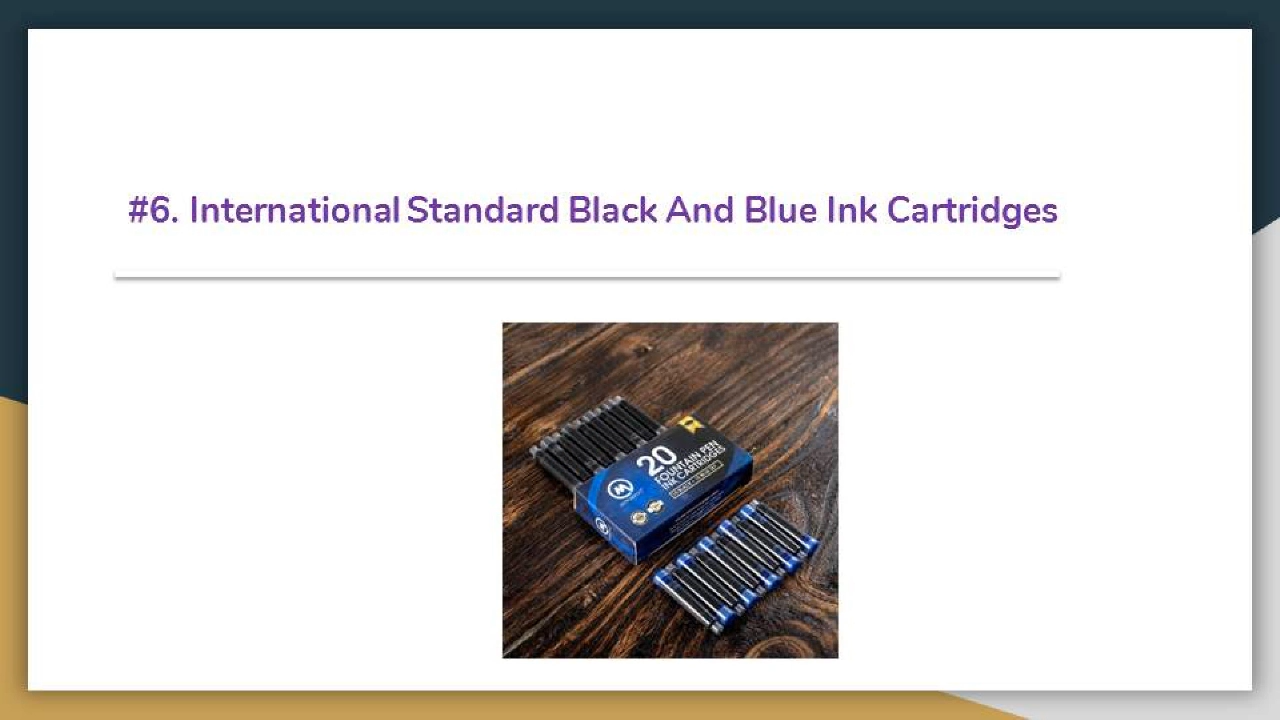 #6. International Standard Black And Blue Ink Cartridges
20
FOUNTAIN PEN
INK CARTRIDGES